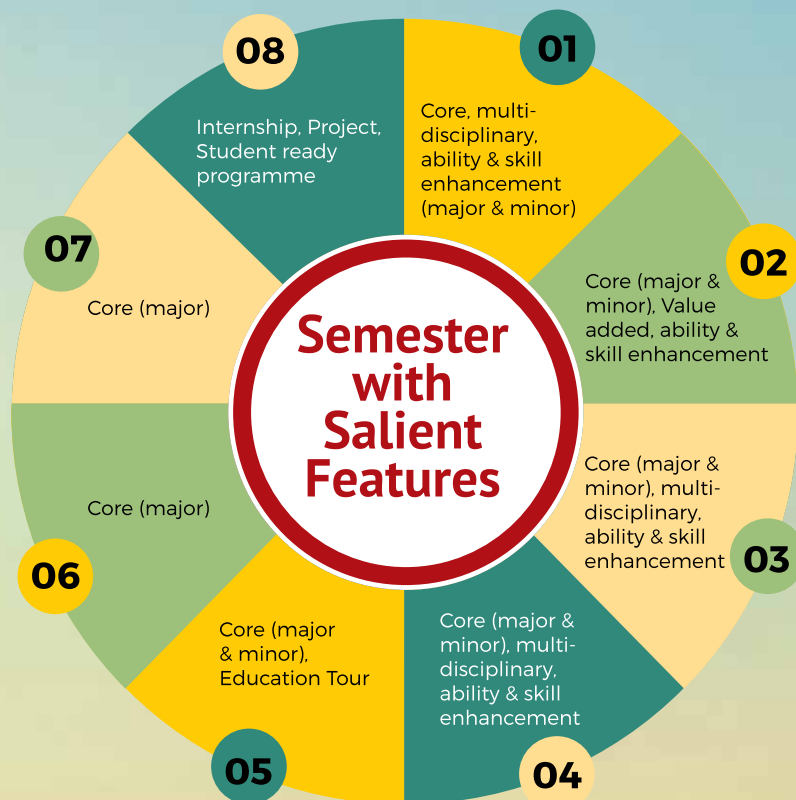 Semester
with
Salient
Features
01
Core, multi-
disciplinary,
ability & skill
enhancement
(major & minor)
02
Core (major &
minor), Value
added, ability &
skill enhancement
03
Core (major &
minor), multi-
disciplinary,
ability & skill
enhancement
04
Core (major &
minor), multi-
disciplinary,
ability & skill
enhancement
05
Core (major
& minor),
Education Tour
06
Core (major)
07
Core (major)
08
Internship, Project,
Student ready
programme